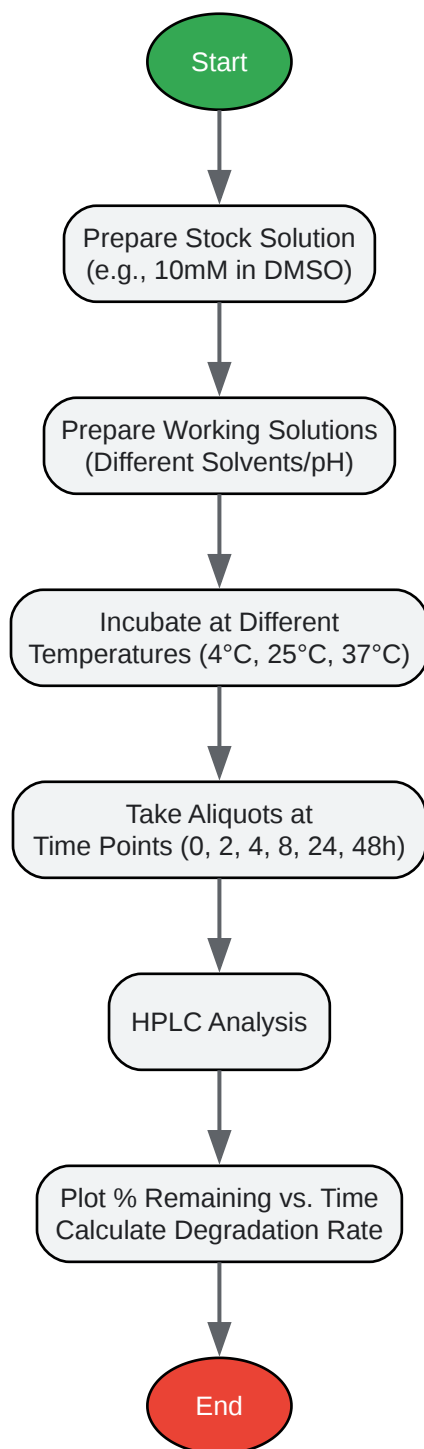 Start
Prepare Stock Solution
(e.g., 10mM in DMSO)
Prepare Working Solutions
(Different Solvents/pH)
Incubate at Different
Temperatures (4°C, 25°C, 37°C)
Take Aliquots at
Time Points (0, 2, 4, 8, 24, 48h)
HPLC Analysis
Plot % Remaining vs. Time
Calculate Degradation Rate
End